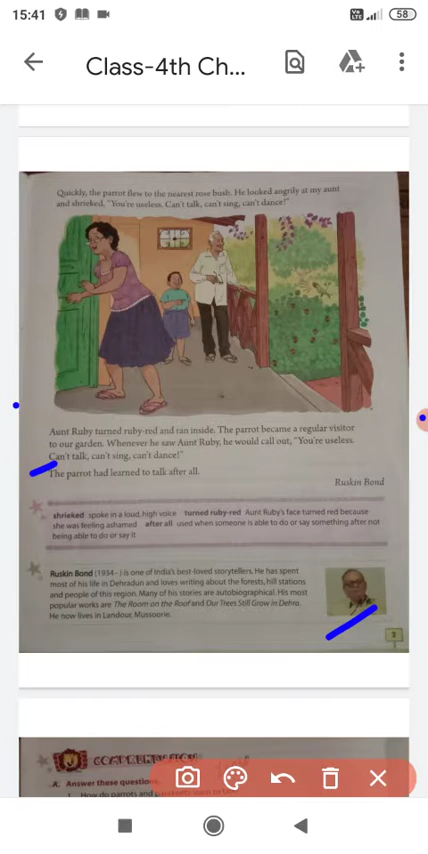 15:41
Vo
LTE
58
Class-4th Ch...
Quickly, the parrot flew to the nearest rose bush. He looked angrily at my aunt
and shrieked, "You're useless. Can't talk, can't sing, can't dance!"
Aunt Ruby turned ruby-red and ran inside. The parrot became a regular visitor
to our garden. Whenever he saw Aunt Ruby, he would call out, "You're useless.
Can't talk, can't sing, can't dance!"
The parrot had learned to talk after all.
Ruskin Bond
shrieked spoke in a loud, high voice turned ruby-red Aunt Ruby's face turned red because
she was feeling ashamed after all used when someone is able to do or say something after not
being able to do or say it
Ruskin Bond (1934– ) is one of India's best-loved storytellers. He has spent
most of his life in Dehradun and loves writing about the forests, hill stations
and people of this region. Many of his stories are autobiographical. His most
popular works are The Room on the Roof and Our Trees Still Grow in Dehra.
He now lives in Landour, Mussoorie.
3
COMPREHENSION
A. Answer these questions
1. How do parrots and